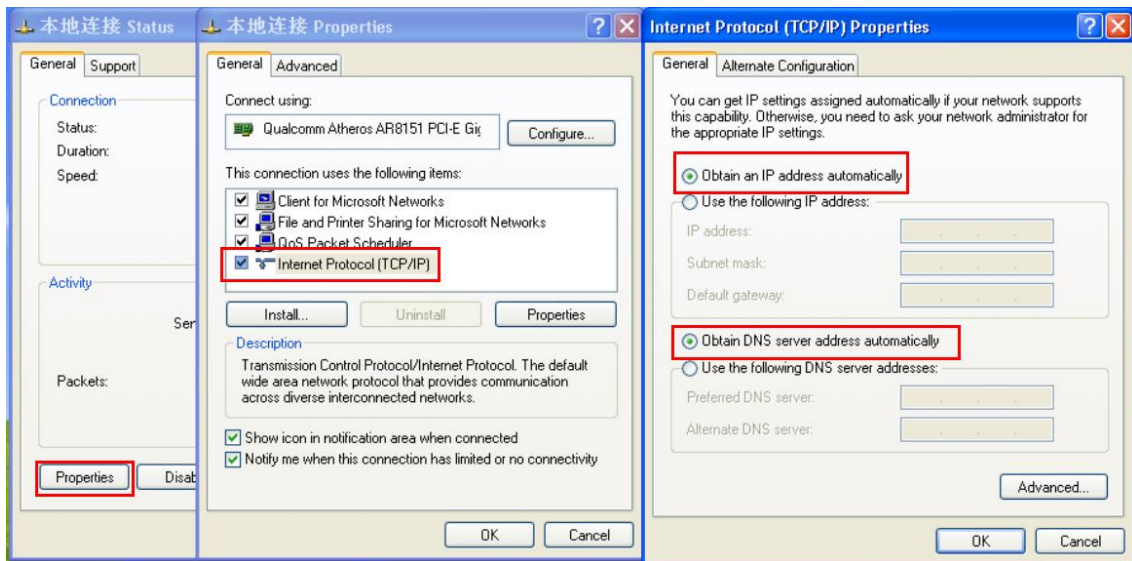 本地连接 Status
General
Support
Connection
Status:
Duration:
Speed:
Activity
Packets:
Properties
本地连接 Properties
General
Advanced
Connect using:
Qualcomm Atheros AR8151 PCI-E
Configure...
This connection uses the following items:
Client for Microsoft Networks
File and Printer Sharing for Microsoft Networks
QoS Packet Scheduler
Internet Protocol (TCP/IP)
Install...
Uninstall
Properties
Description
Transmission Control Protocol/Internet Protocol. The default
wide area network protocol that provides communication
across diverse interconnected networks.
Show icon in notification area when connected
Notify me when this connection has limited or no connectivity
OK
Cancel
Internet Protocol (TCP/IP) Properties
General
Alternate Configuration
You can get IP settings assigned automatically if your network supports
this capability. Otherwise, you need to ask your network administrator for
the appropriate IP settings.
Obtain an IP address automatically
Use the following IP address:
IP address:
Subnet mask:
Default gateway:
Obtain DNS server address automatically
Use the following DNS server addresses:
Preferred DNS server:
Alternate DNS server:
Advanced...
OK
Cancel